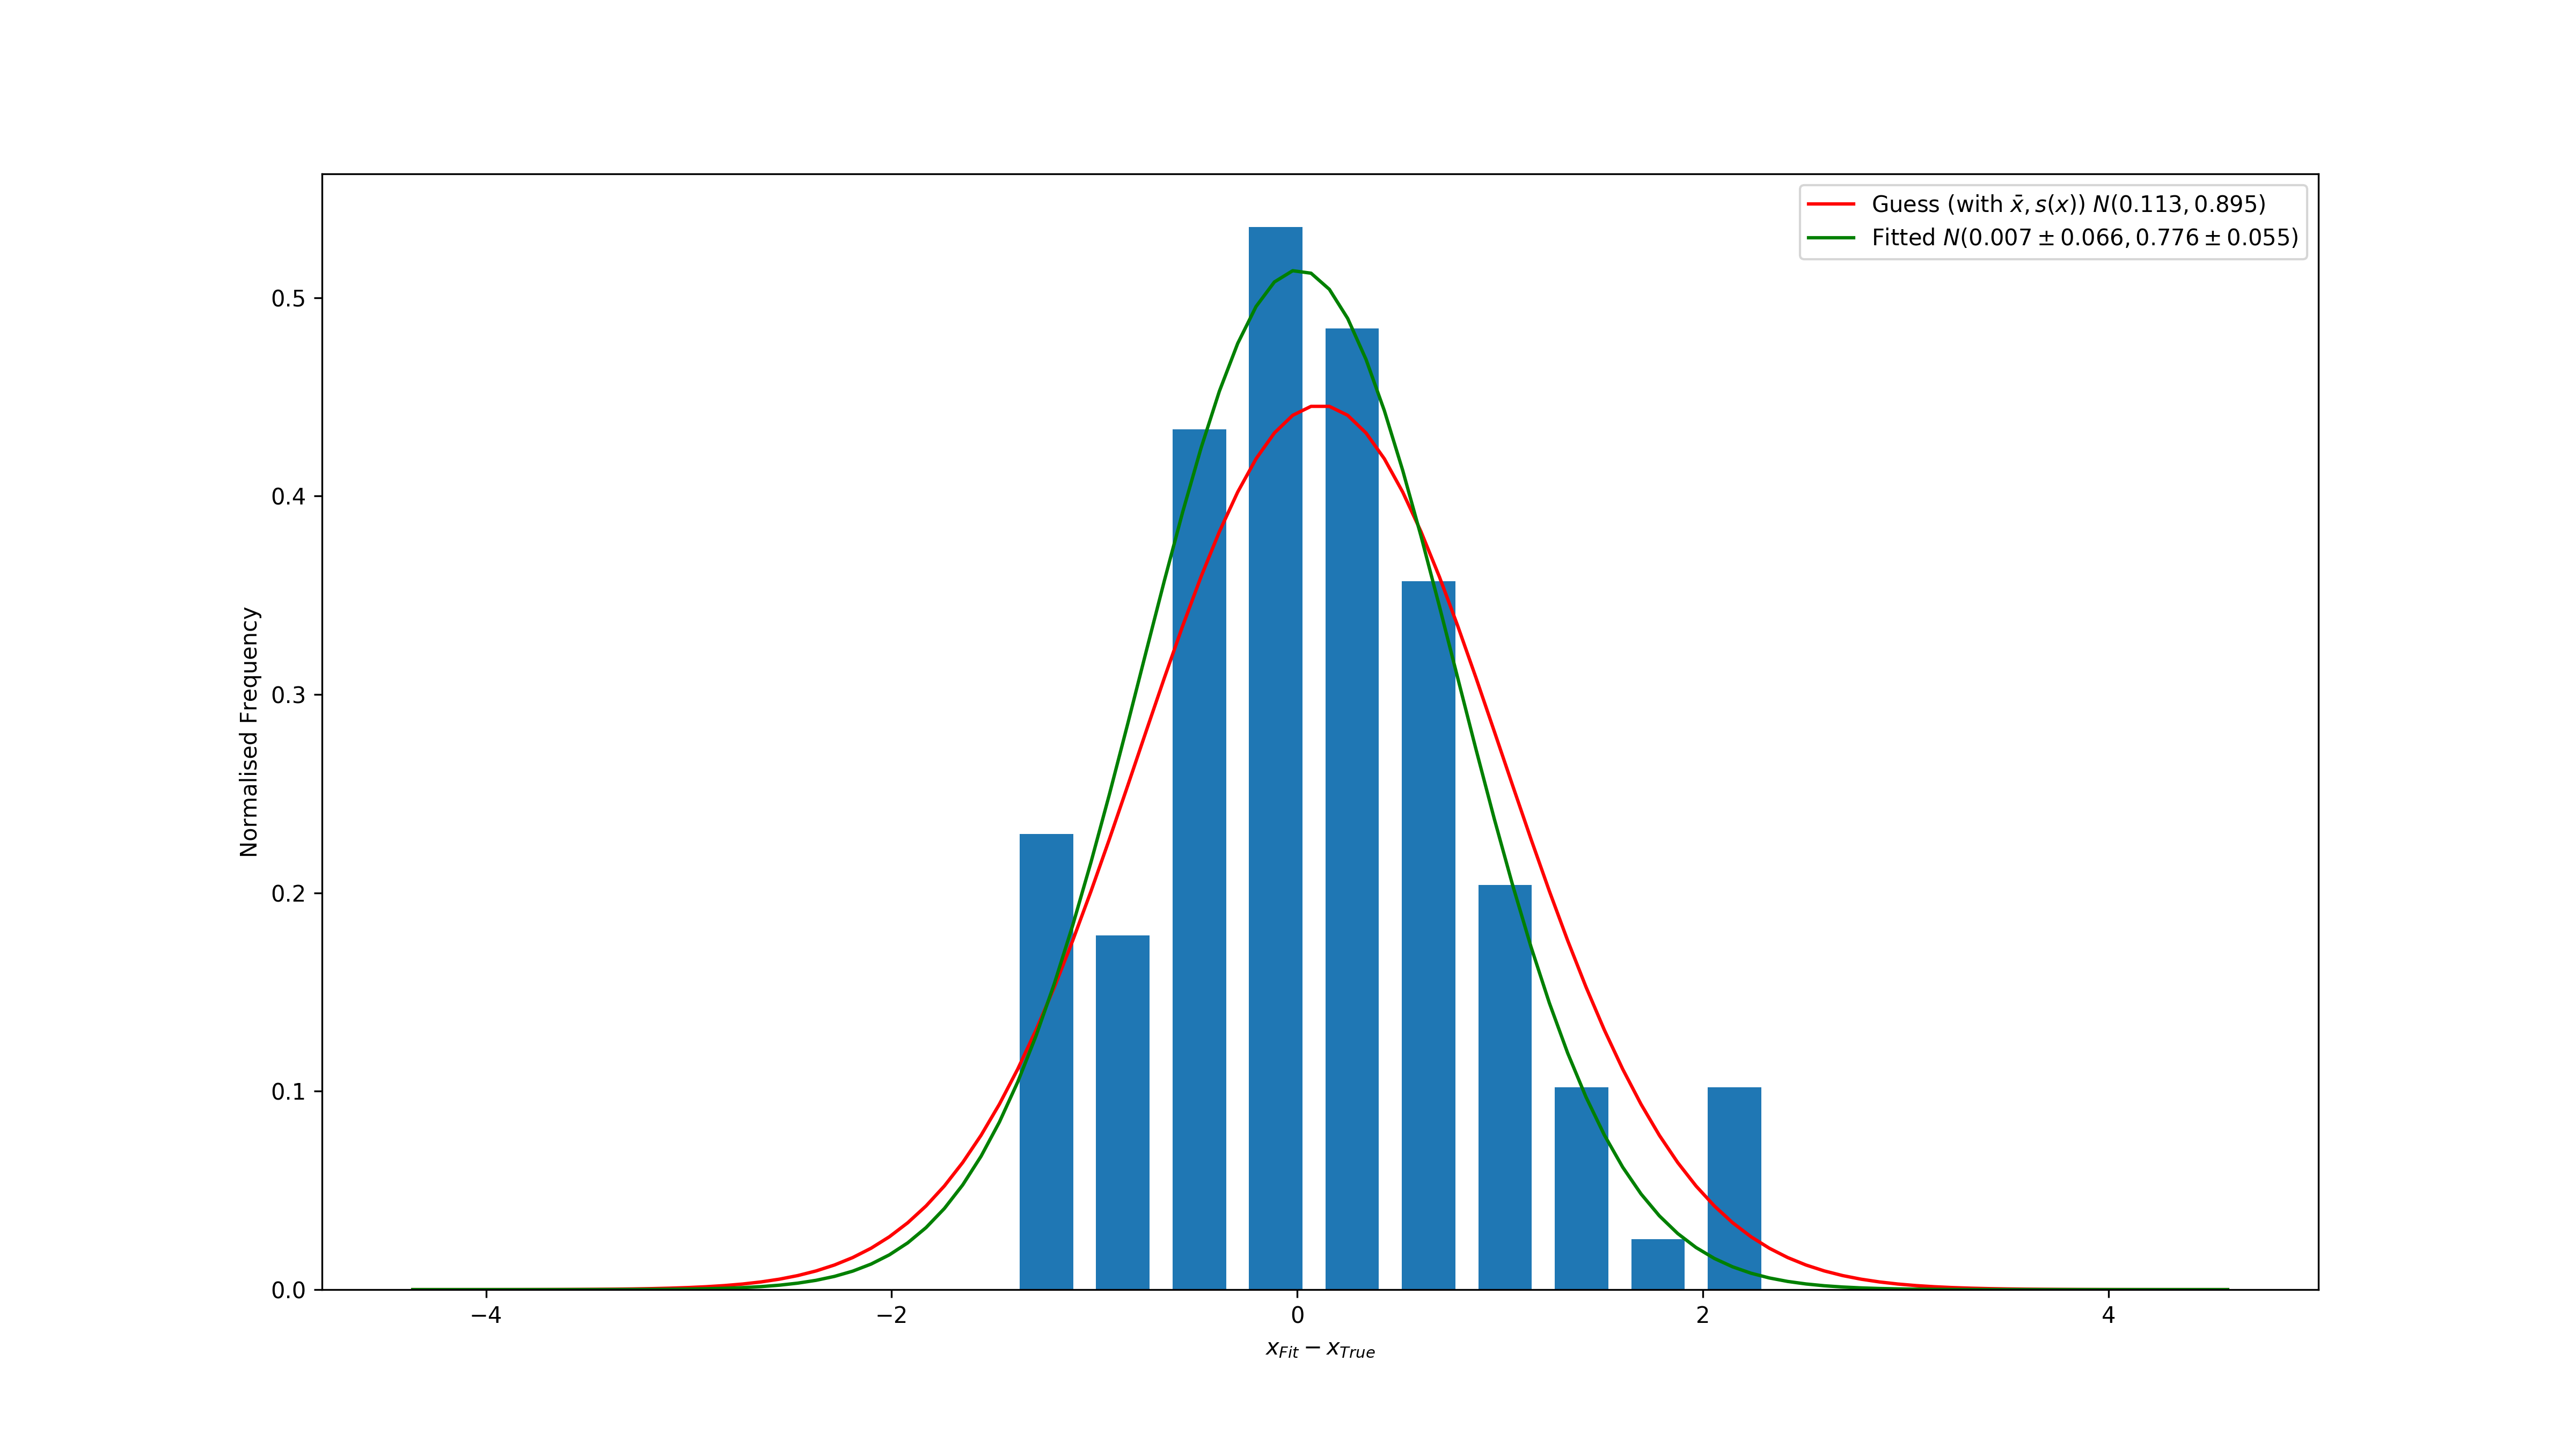 Guess (with x̄, s(x)) N(0.113, 0.895)
Fitted N(0.007 ± 0.066, 0.776 ± 0.055)
Normalised Frequency
0.5
0.4
0.3
0.2
0.1
0.0
−4 −2 0 2 4
x_Fit − x_True